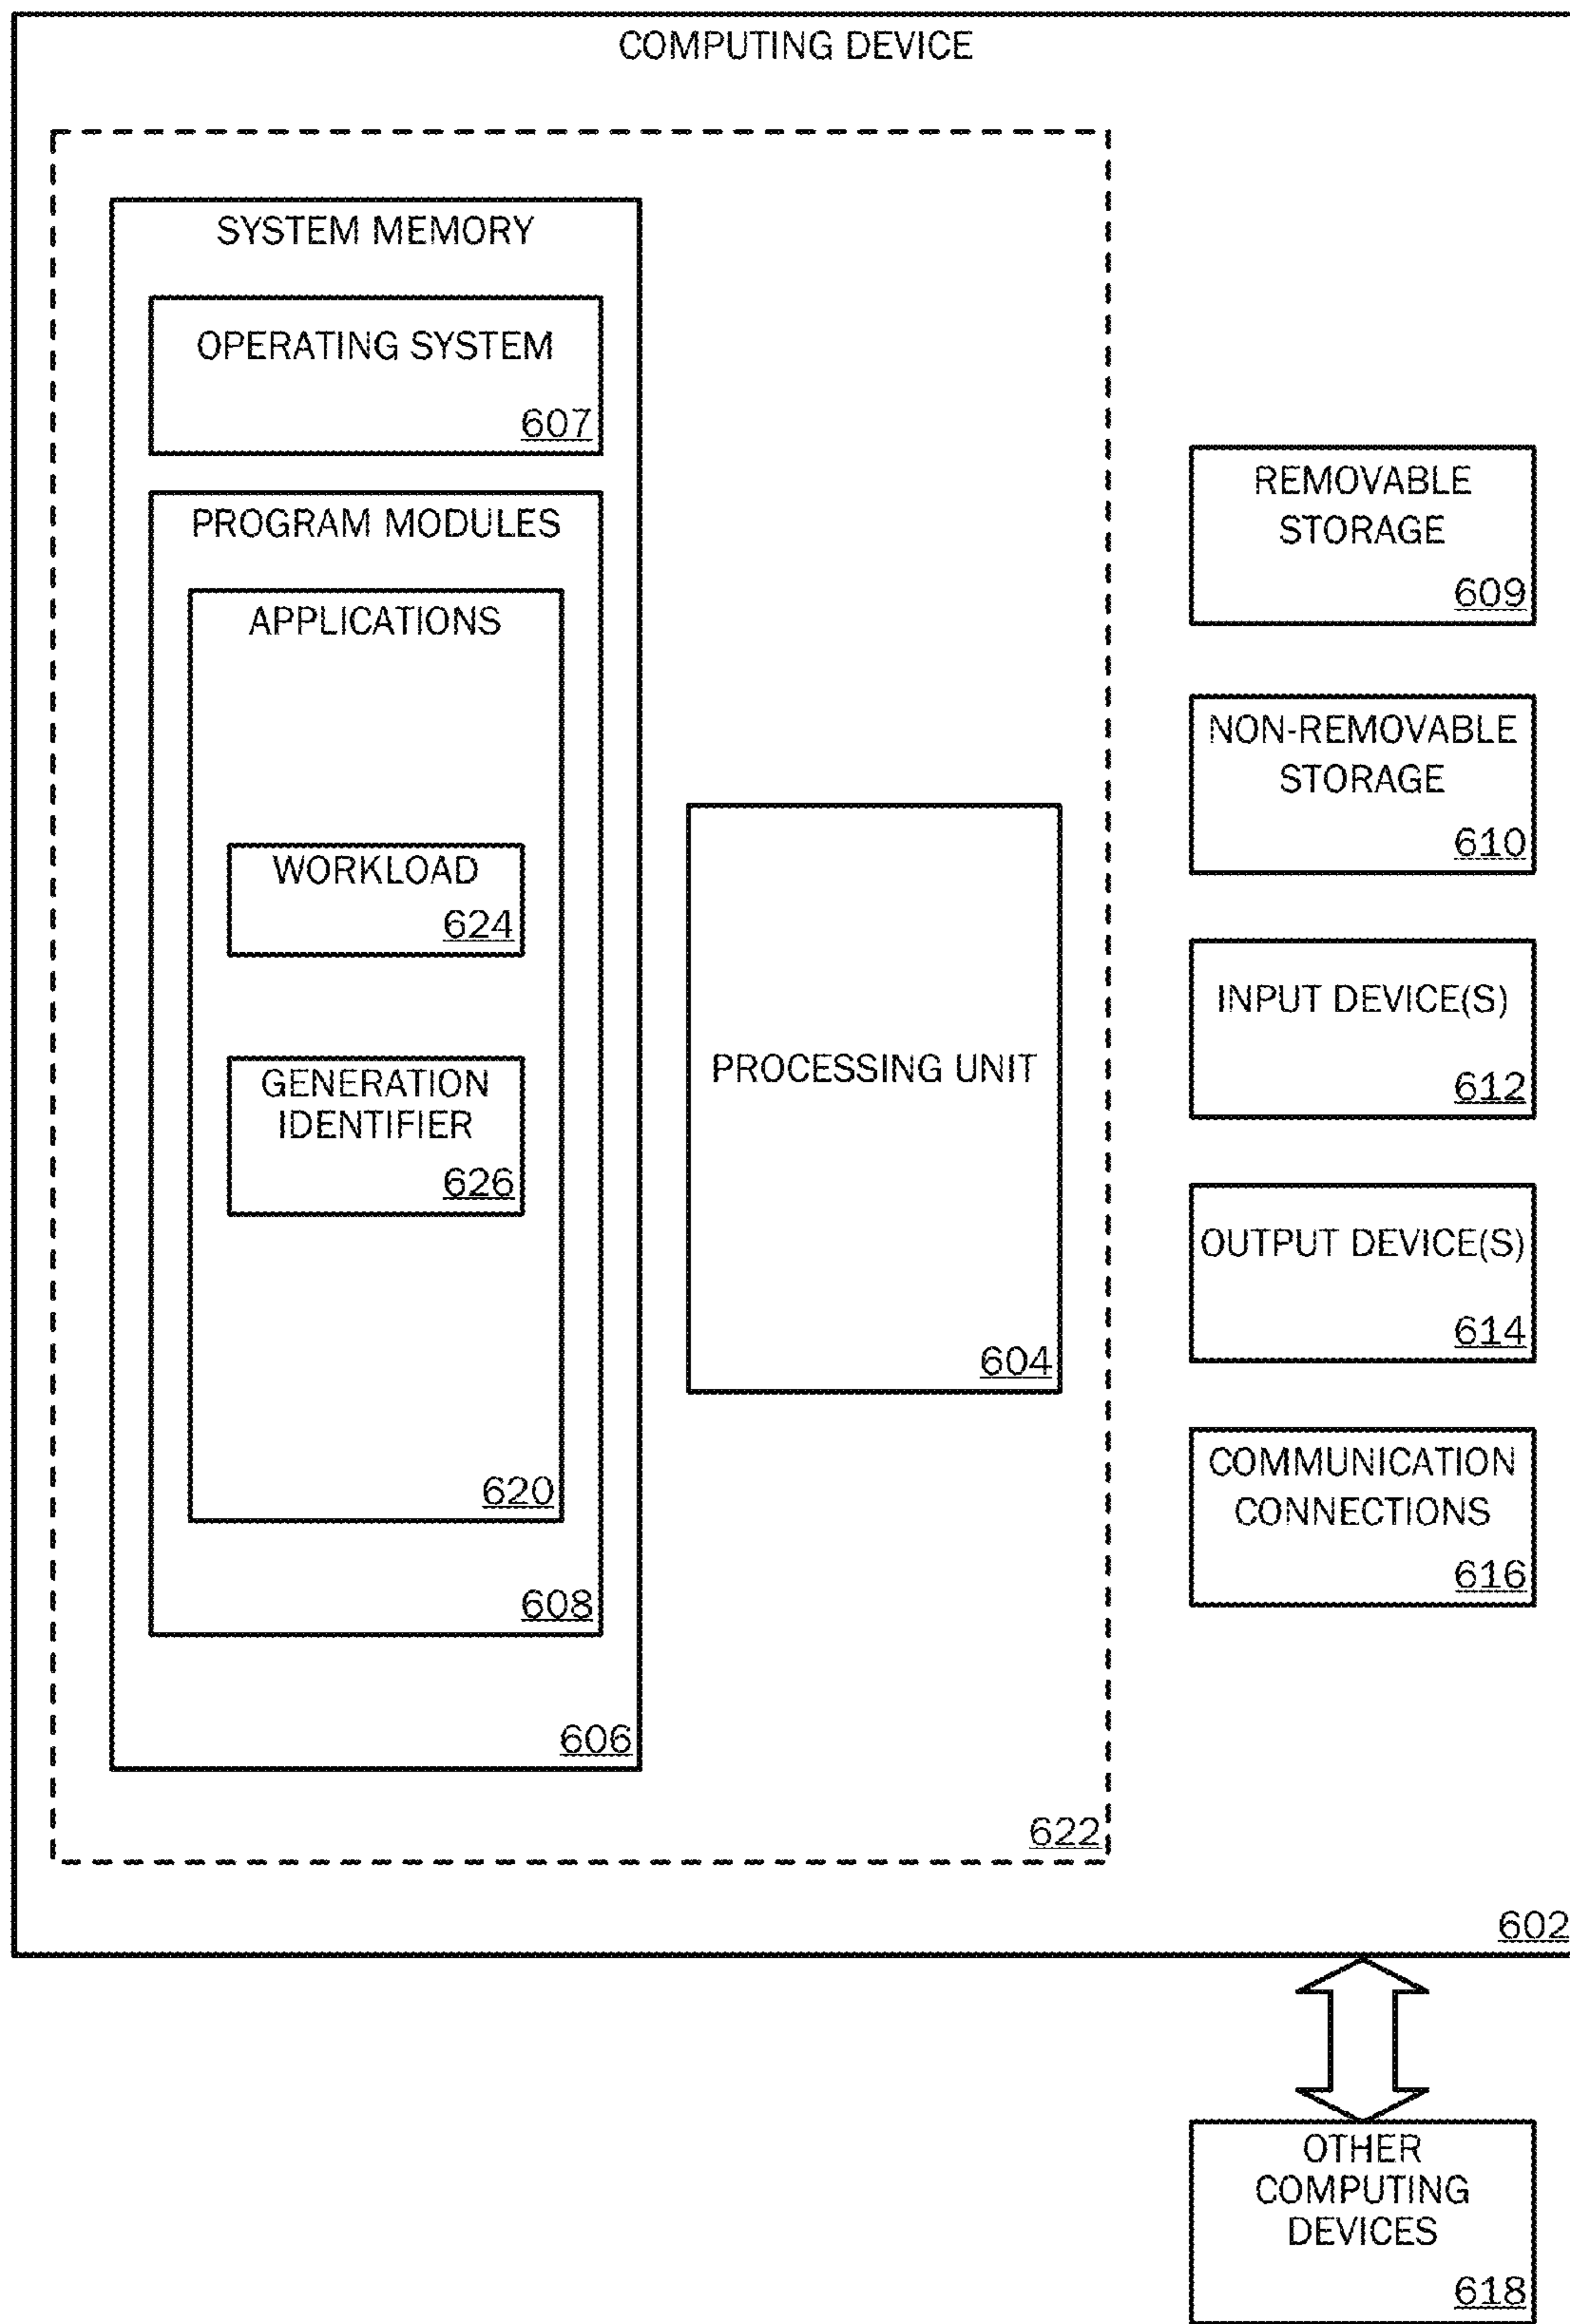 COMPUTING DEVICE
SYSTEM MEMORY
OPERATING SYSTEM
607
PROGRAM MODULES
APPLICATIONS
WORKLOAD
624
GENERATION
IDENTIFIER
626
620
608
606
PROCESSING UNIT
604
622
REMOVABLE
STORAGE
609
NON-REMOVABLE
STORAGE
610
INPUT DEVICE(S)
612
OUTPUT DEVICE(S)
614
COMMUNICATION
CONNECTIONS
616
602
OTHER
COMPUTING
DEVICES
618